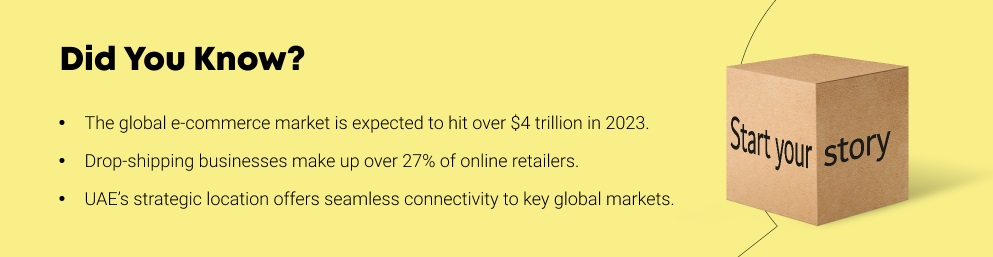 Did You Know?
• The global e-commerce market is expected to hit over $4 trillion in 2023.
• Drop-shipping businesses make up over 27% of online retailers.
• UAE’s strategic location offers seamless connectivity to key global markets.
Start your story